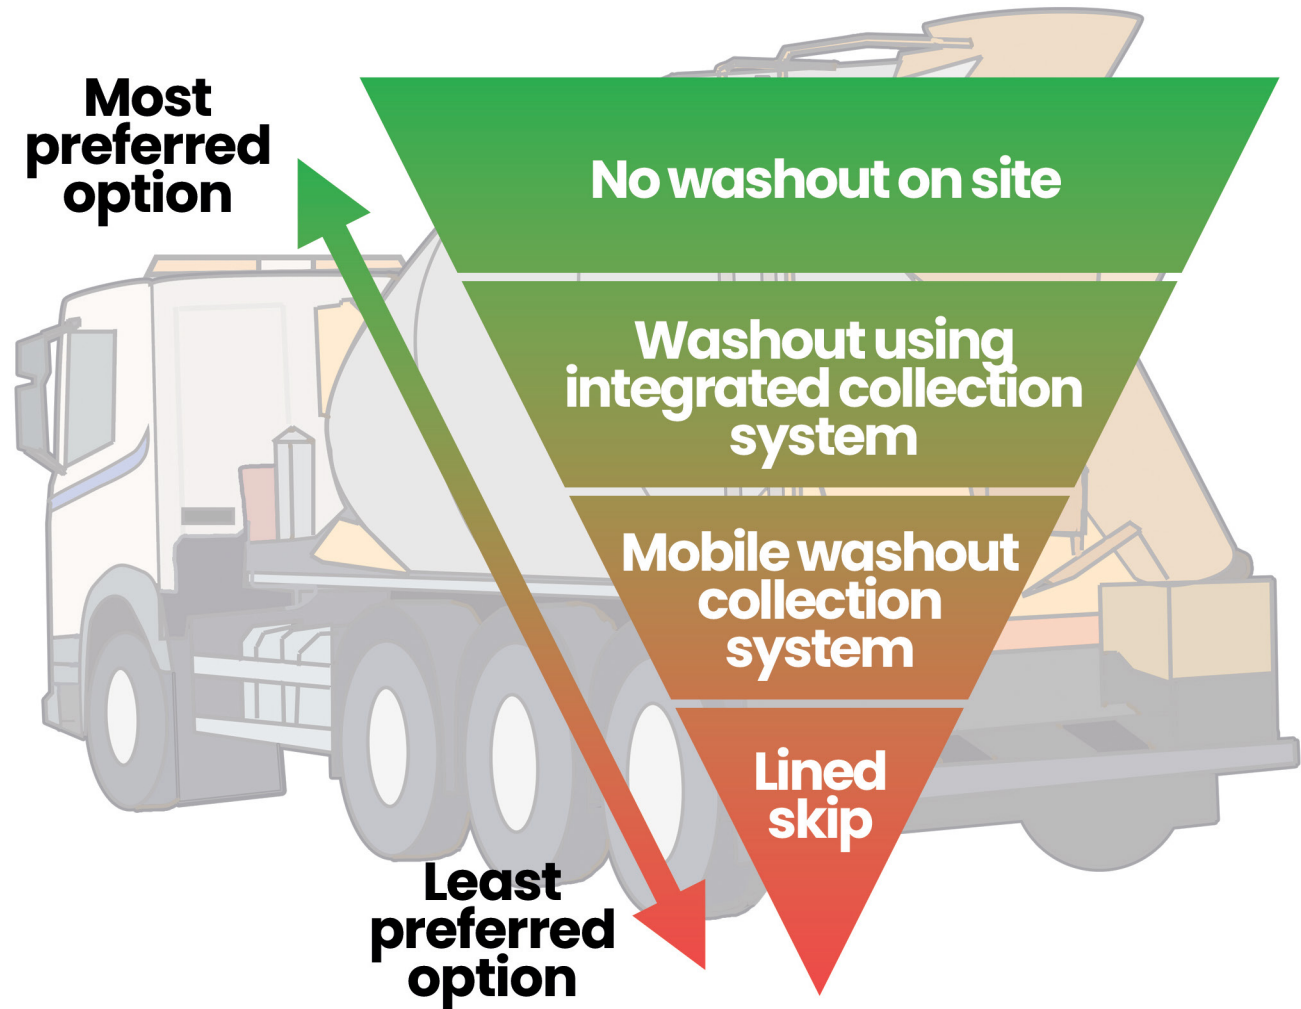 Most
preferred
option
No washout on site
Washout using
integrated collection
system
Mobile washout
collection
system
Lined
skip
Least
preferred
option